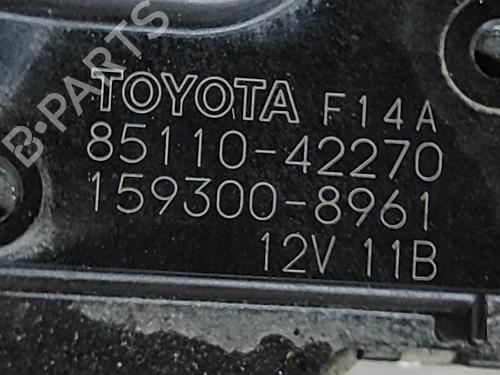 B·PARTS
TOYOTA F14A
85110-42270
159300-8961
12V 11B